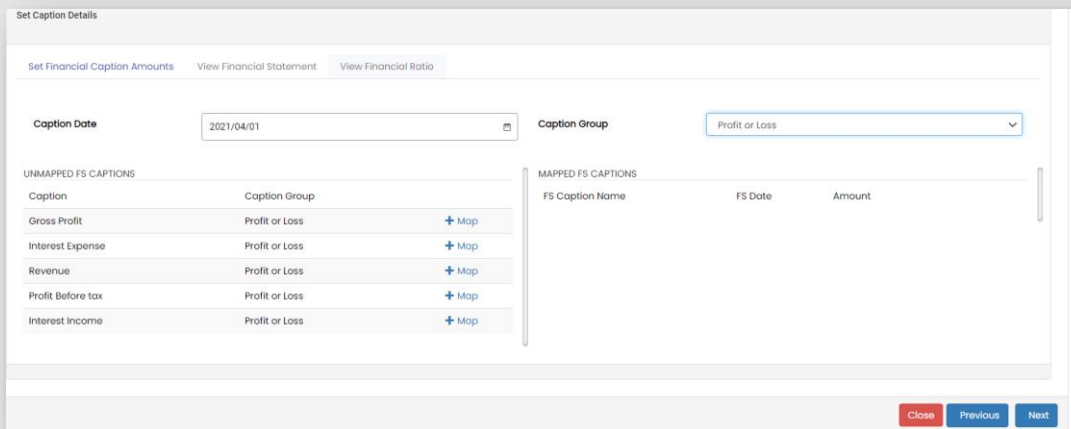 Set Caption Details
Set Financial Caption Amounts View Financial Statement View Financial Ratio
Caption Date 2021/04/01 Caption Group Profit or Loss
UNMAPPED FS CAPTIONS MAPPED FS CAPTIONS
Caption Caption Group FS Caption Name FS Date Amount
Gross Profit Profit or Loss + Map
Interest Expense Profit or Loss + Map
Revenue Profit or Loss + Map
Profit Before tax Profit or Loss + Map
Interest Income Profit or Loss + Map
Close Previous Next